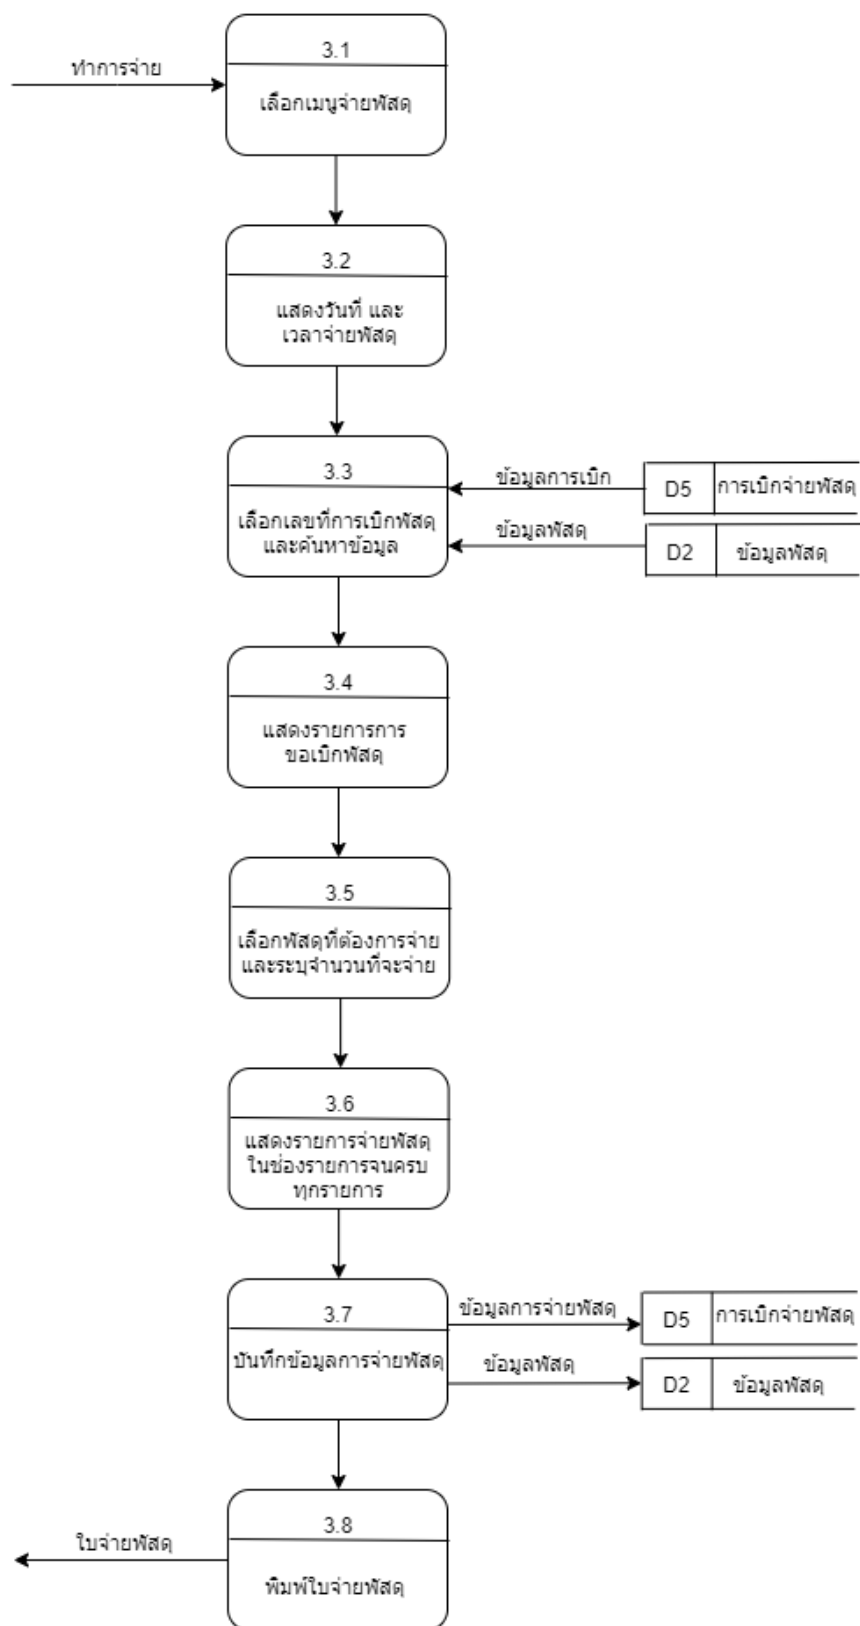 3.1
ทำการจ่าย
เลือกเมนูจ่ายพัสดุ
3.2
แสดงวันที่ และ
เวลาจ่ายพัสดุ
3.3
เลือกเลขที่การเบิกพัสดุ
และค้นหาข้อมูล
ข้อมูลการเบิก
D5
การเบิกจ่ายพัสดุ
ข้อมูลพัสดุ
D2
ข้อมูลพัสดุ
3.4
แสดงรายการการ
ขอเบิกพัสดุ
3.5
เลือกพัสดุที่ต้องการจ่าย
และระบุจำนวนที่จะจ่าย
3.6
แสดงรายการจ่ายพัสดุ
ในช่องรายการจนครบ
ทุกรายการ
3.7
บันทึกข้อมูลการจ่ายพัสดุ
ข้อมูลการจ่ายพัสดุ
D5
การเบิกจ่ายพัสดุ
ข้อมูลพัสดุ
D2
ข้อมูลพัสดุ
3.8
ใบจ่ายพัสดุ
พิมพ์ใบจ่ายพัสดุ